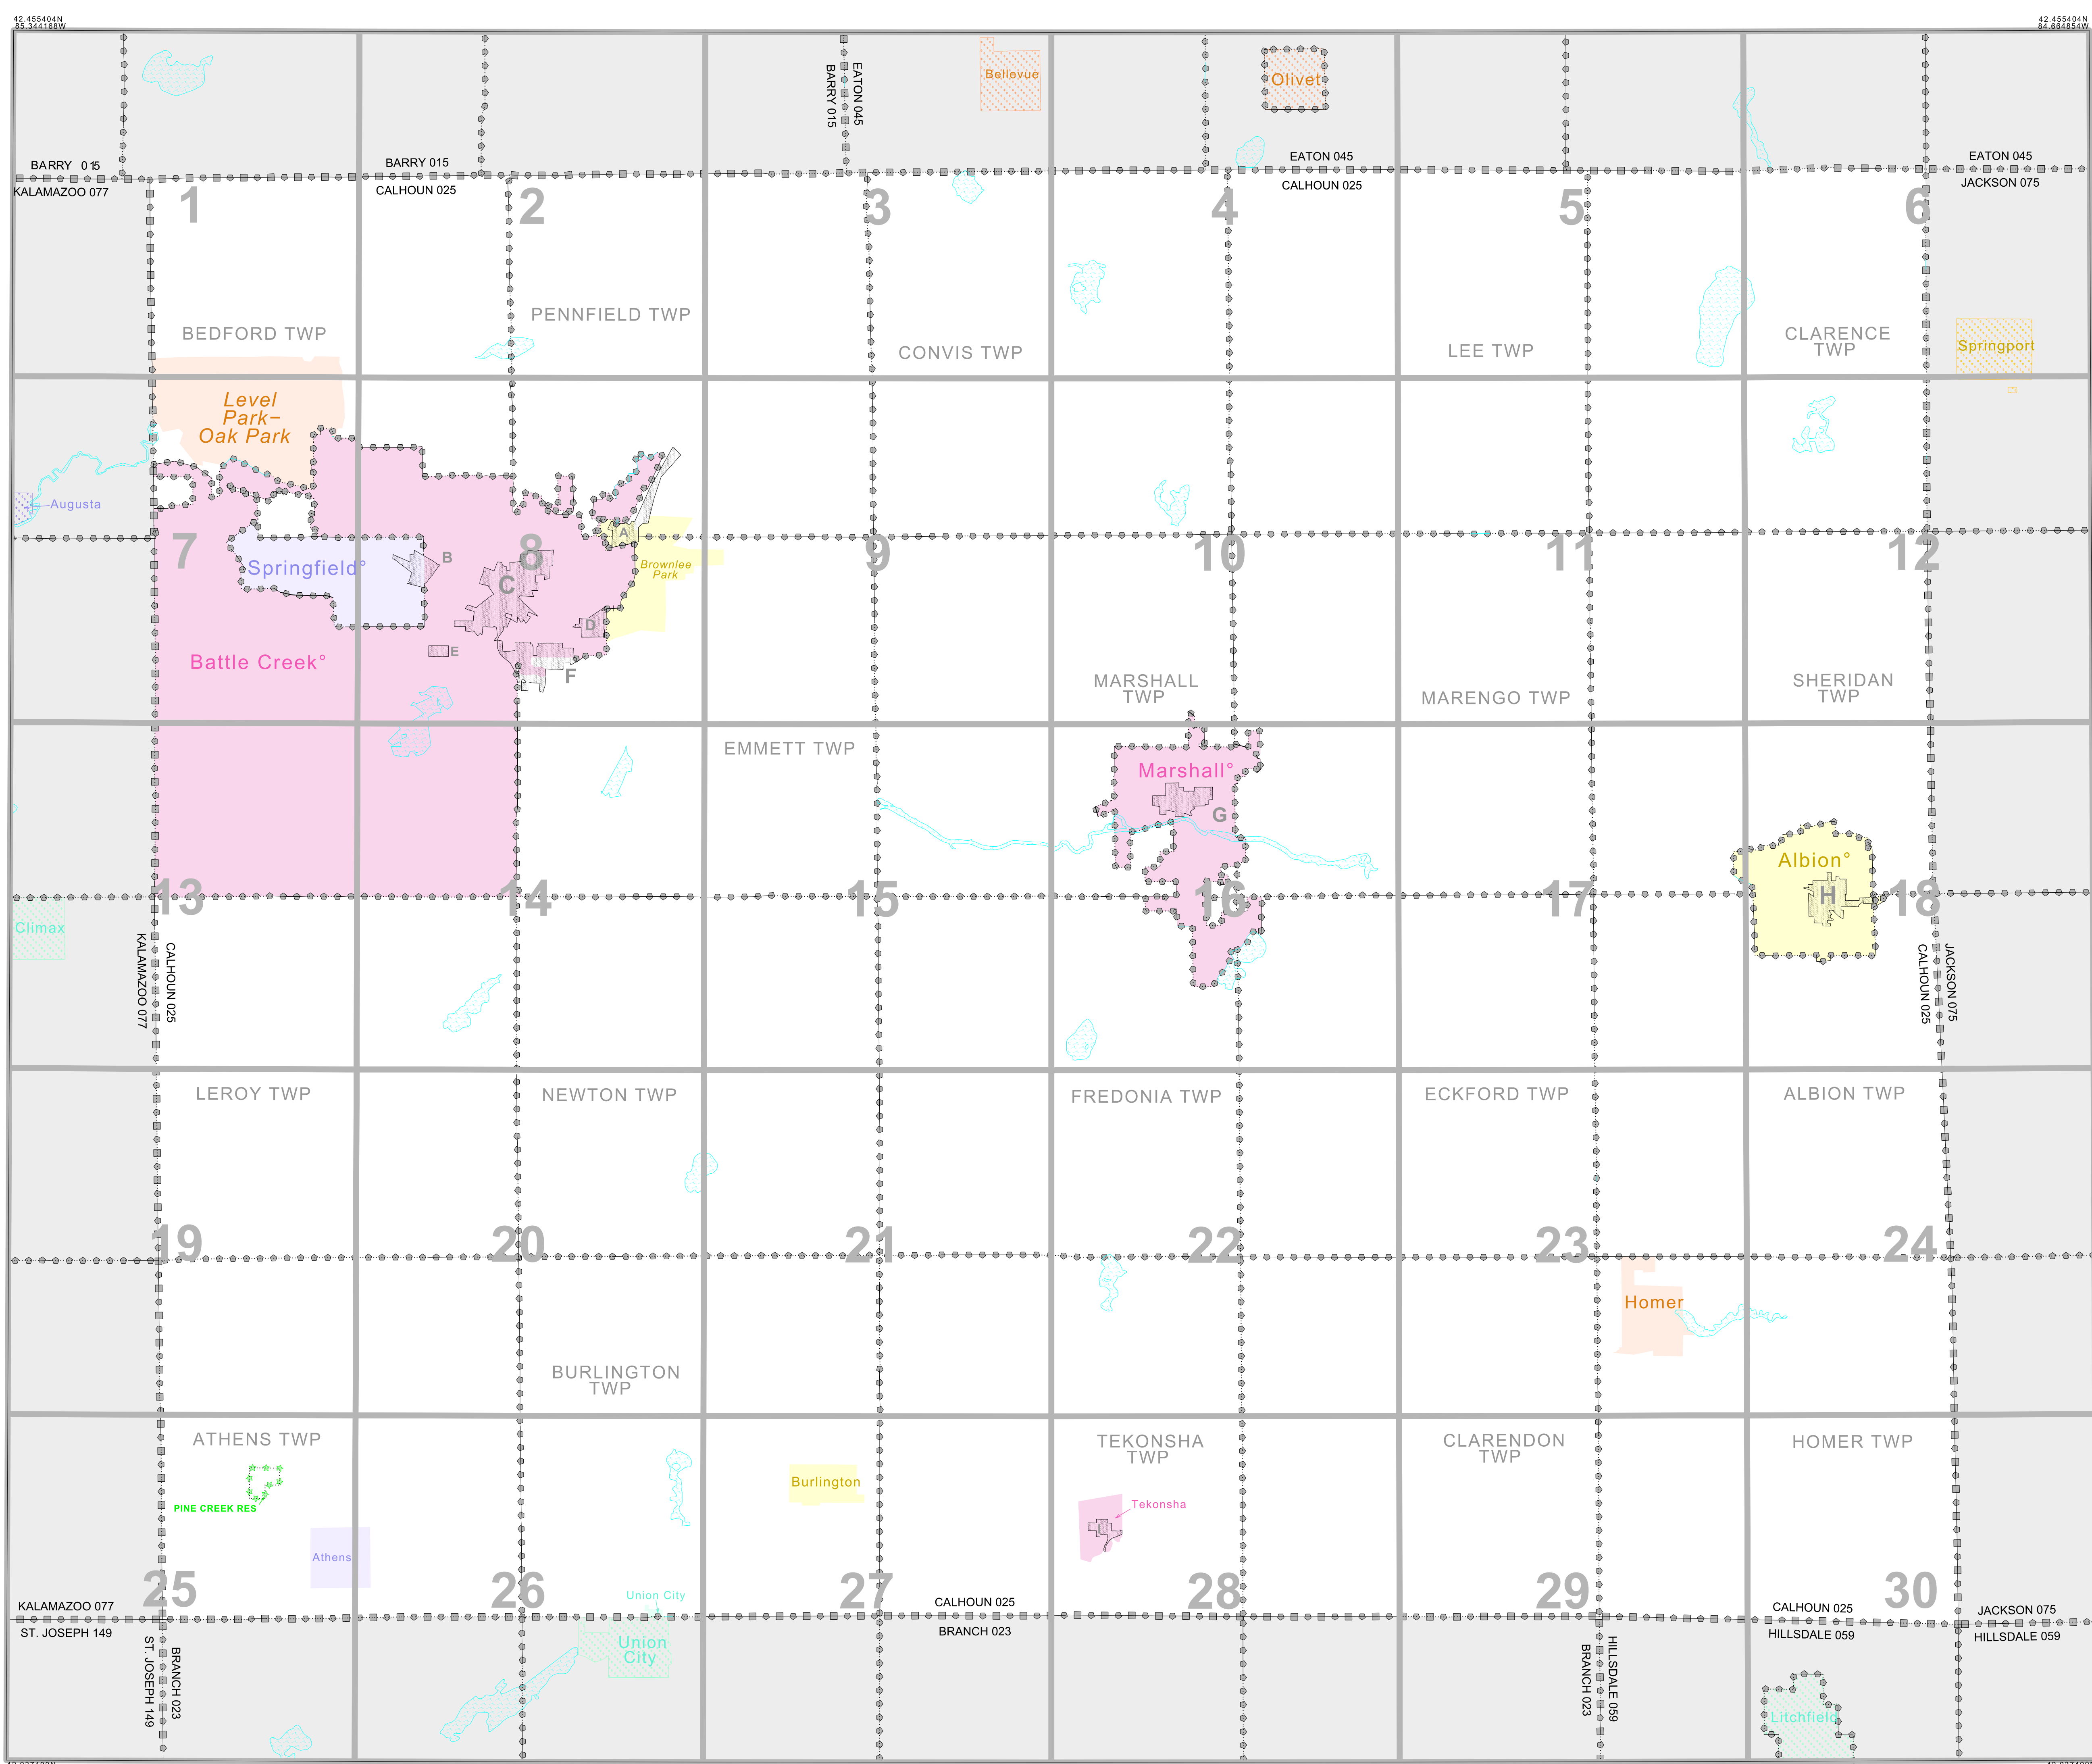 42.455404N
85.344168W
42.455404N
84.664854W
EATON 045
BARRY 015
Bellevue
Olivet
BARRY 015
KALAMAZOO 077
BARRY 015
CALHOUN 025
EATON 045
CALHOUN 025
EATON 045
JACKSON 075
1
2
3
4
5
6
BEDFORD TWP
PENNFIELD TWP
CONVIS TWP
LEE TWP
CLARENCE
TWP
Springport
Level
Park-
Oak Park
Augusta
7
8
9
10
11
12
Springfield°
A
B
C
D
E
F
Brownlee
Park
Battle Creek°
MARSHALL
TWP
MARENGO TWP
SHERIDAN
TWP
EMMETT TWP
Marshall°
G
Albion°
H
13
14
15
16
17
18
Climax
CALHOUN 025
KALAMAZOO 077
JACKSON 075
CALHOUN 025
LEROY TWP
NEWTON TWP
FREDONIA TWP
ECKFORD TWP
ALBION TWP
19
20
21
22
23
24
Homer
BURLINGTON
TWP
ATHENS TWP
TEKONSHA
TWP
CLARENDON
TWP
HOMER TWP
PINE CREEK RES
Burlington
Tekonsha
I
Athens
25
26
27
28
29
30
Union City
KALAMAZOO 077
ST. JOSEPH 149
CALHOUN 025
BRANCH 023
CALHOUN 025
HILLSDALE 059
JACKSON 075
HILLSDALE 059
Union
City
BRANCH 023
ST. JOSEPH 149
HILLSDALE 059
BRANCH 023
Litchfield